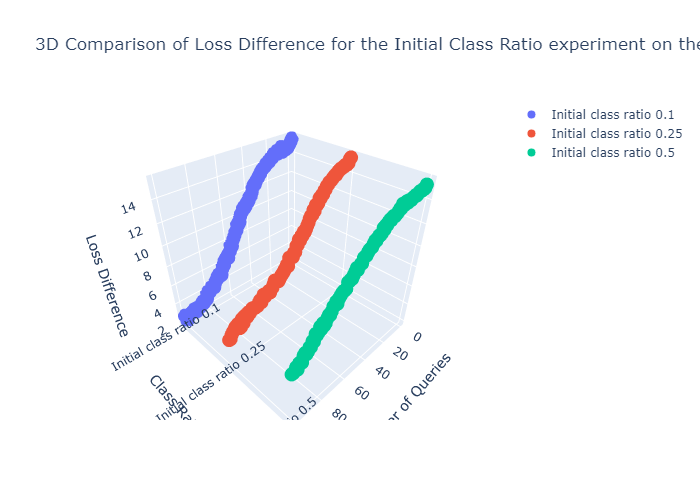 3D Comparison of Loss Difference for the Initial Class Ratio experiment on the
Initial class ratio 0.1
Initial class ratio 0.25
Initial class ratio 0.5
14
12
10
8
6
4
2
Loss Difference
Initial class ratio 0.1
Initial class ratio 0.25
0.5
Class
0
20
40
60
80
of Queries